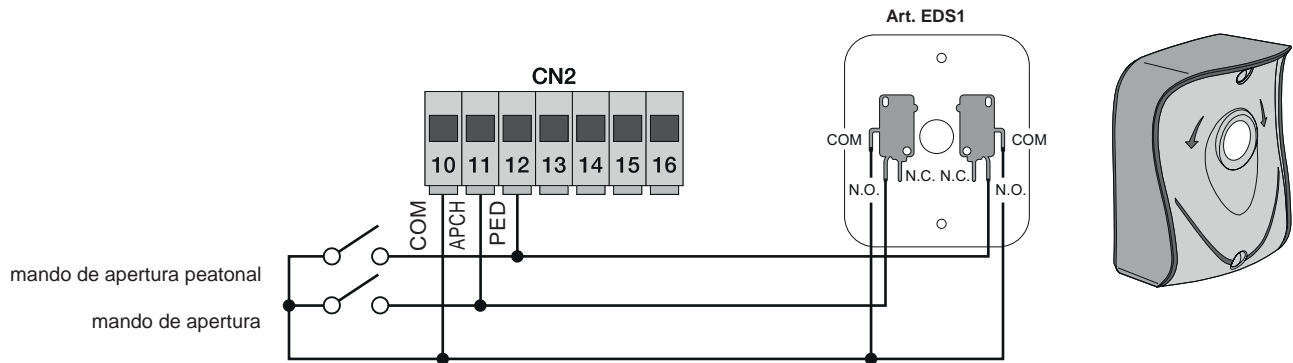 Art. EDS1
CN2
10 11 12 13 14 15 16
COM
APCH
PED
COM
COM
N.C. N.C.
N.O.
N.O.
mando de apertura peatonal
mando de apertura